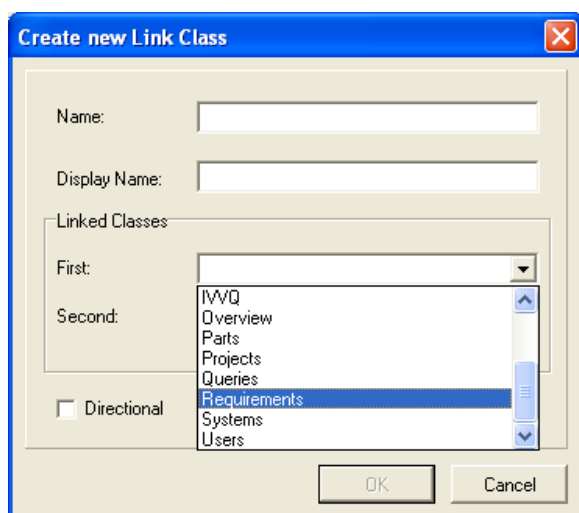 Create new Link Class
Name:
Display Name:
Linked Classes
First:
Second:
IVVQ
Overview
Parts
Projects
Queries
Requirements
Systems
Users
Directional
OK
Cancel